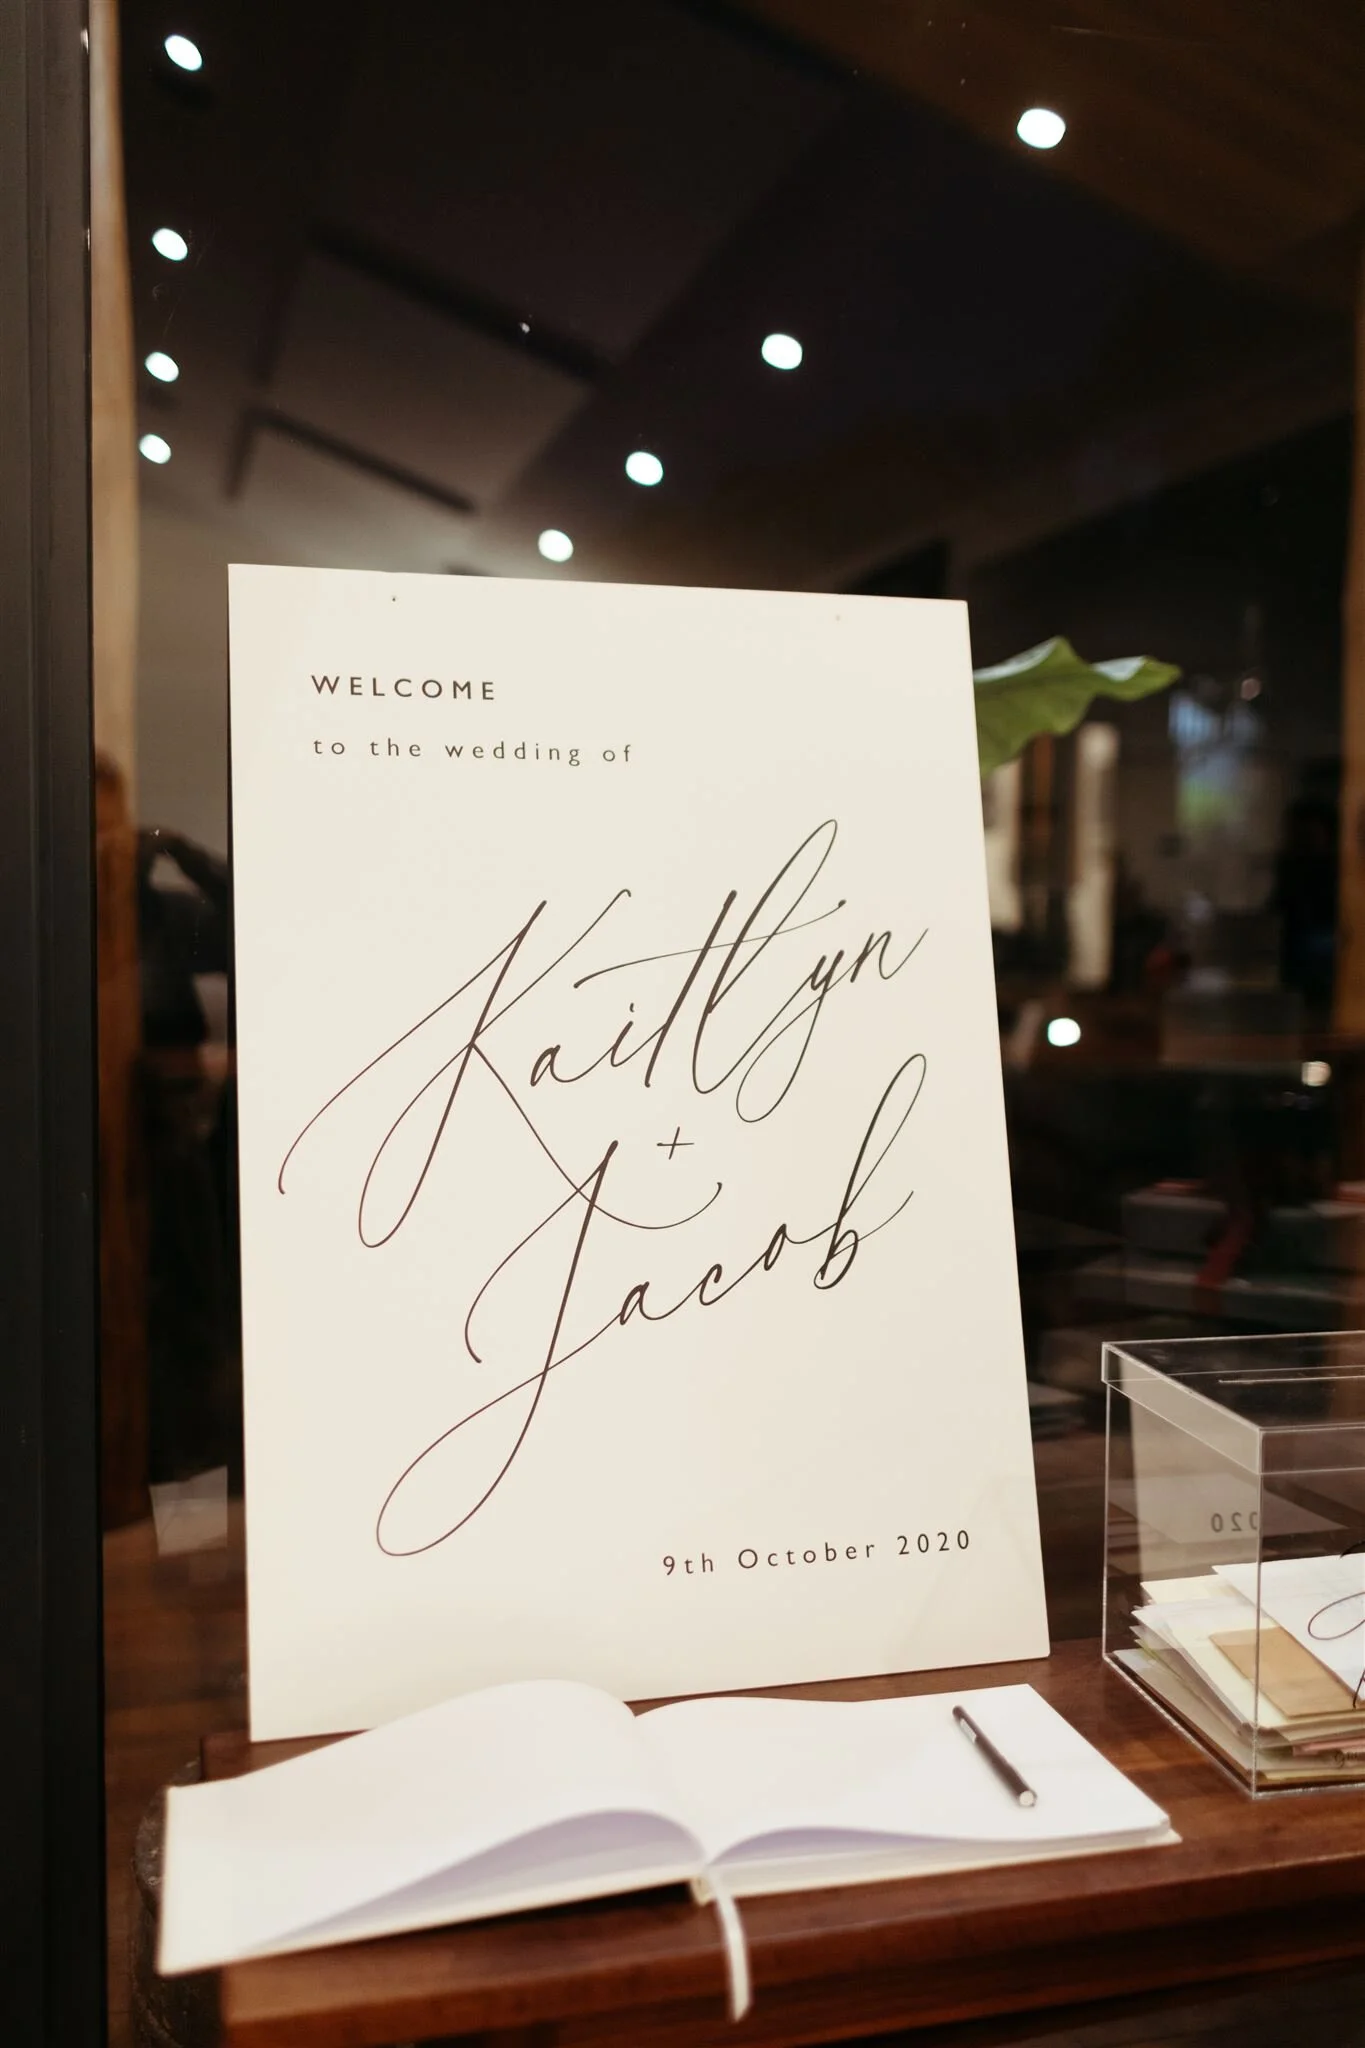 WELCOME
to the wedding of
Kaitlyn
+
Jacob
9th October 2020